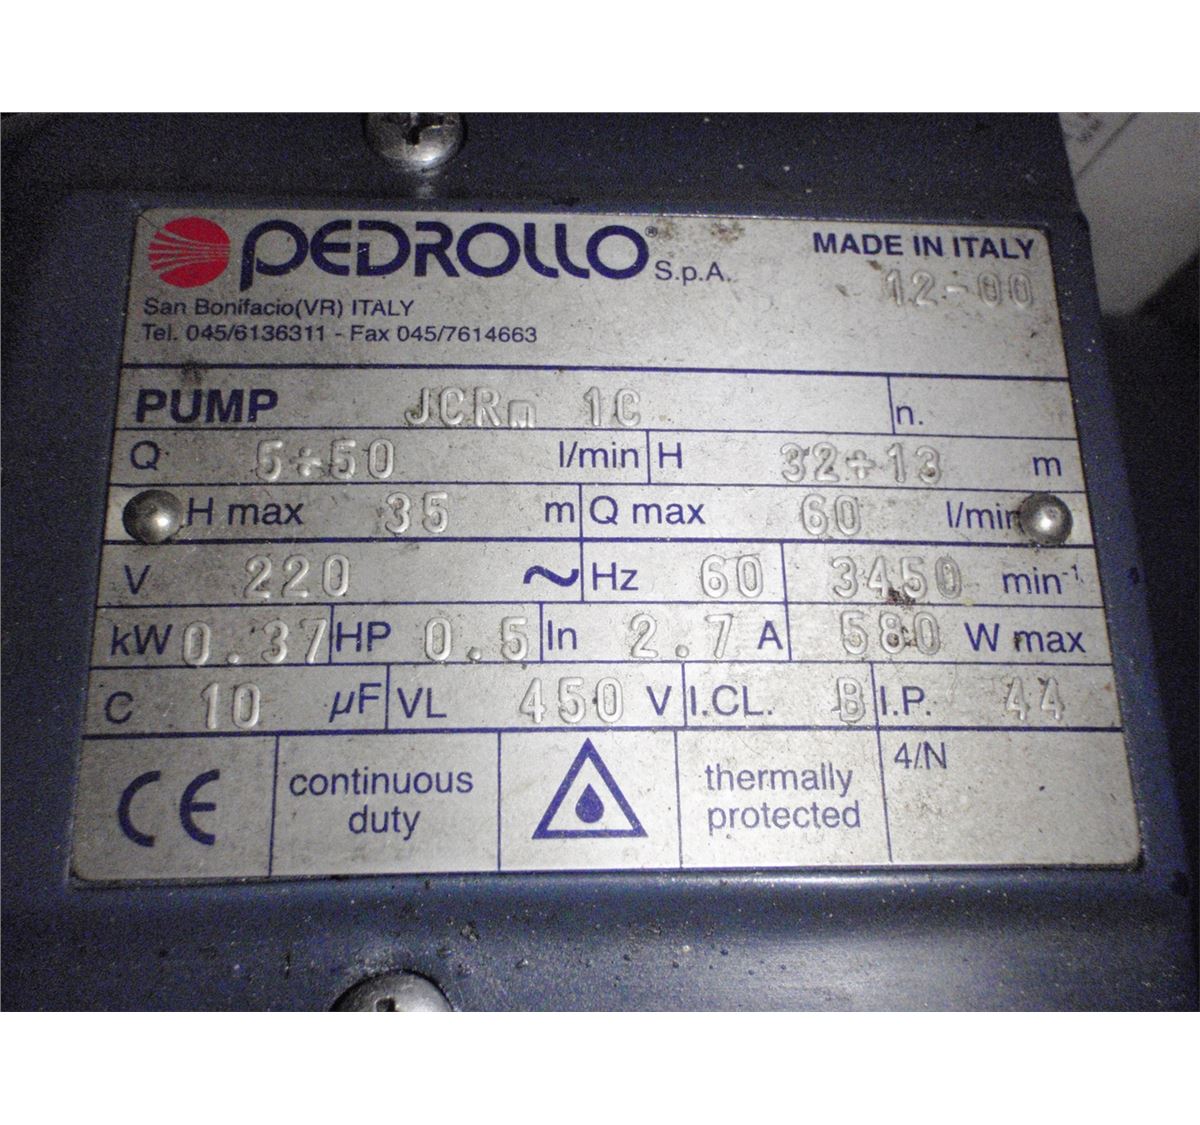 PEDROLLO® S.p.A.
MADE IN ITALY
12-00
San Bonifacio(VR) ITALY
Tel. 045/6136311 - Fax 045/7614663
PUMP JCRm 1C n.
Q 5÷50 l/min H 32÷13 m
H max 35 m Q max 60 l/min
V 220 ~ Hz 60 3450 min-1
kW 0.37 HP 0.5 In 2.7 A 580 W max
C 10 µF VL 450 V I.CL. B I.P. 44
CE continuous duty thermally protected 4/N